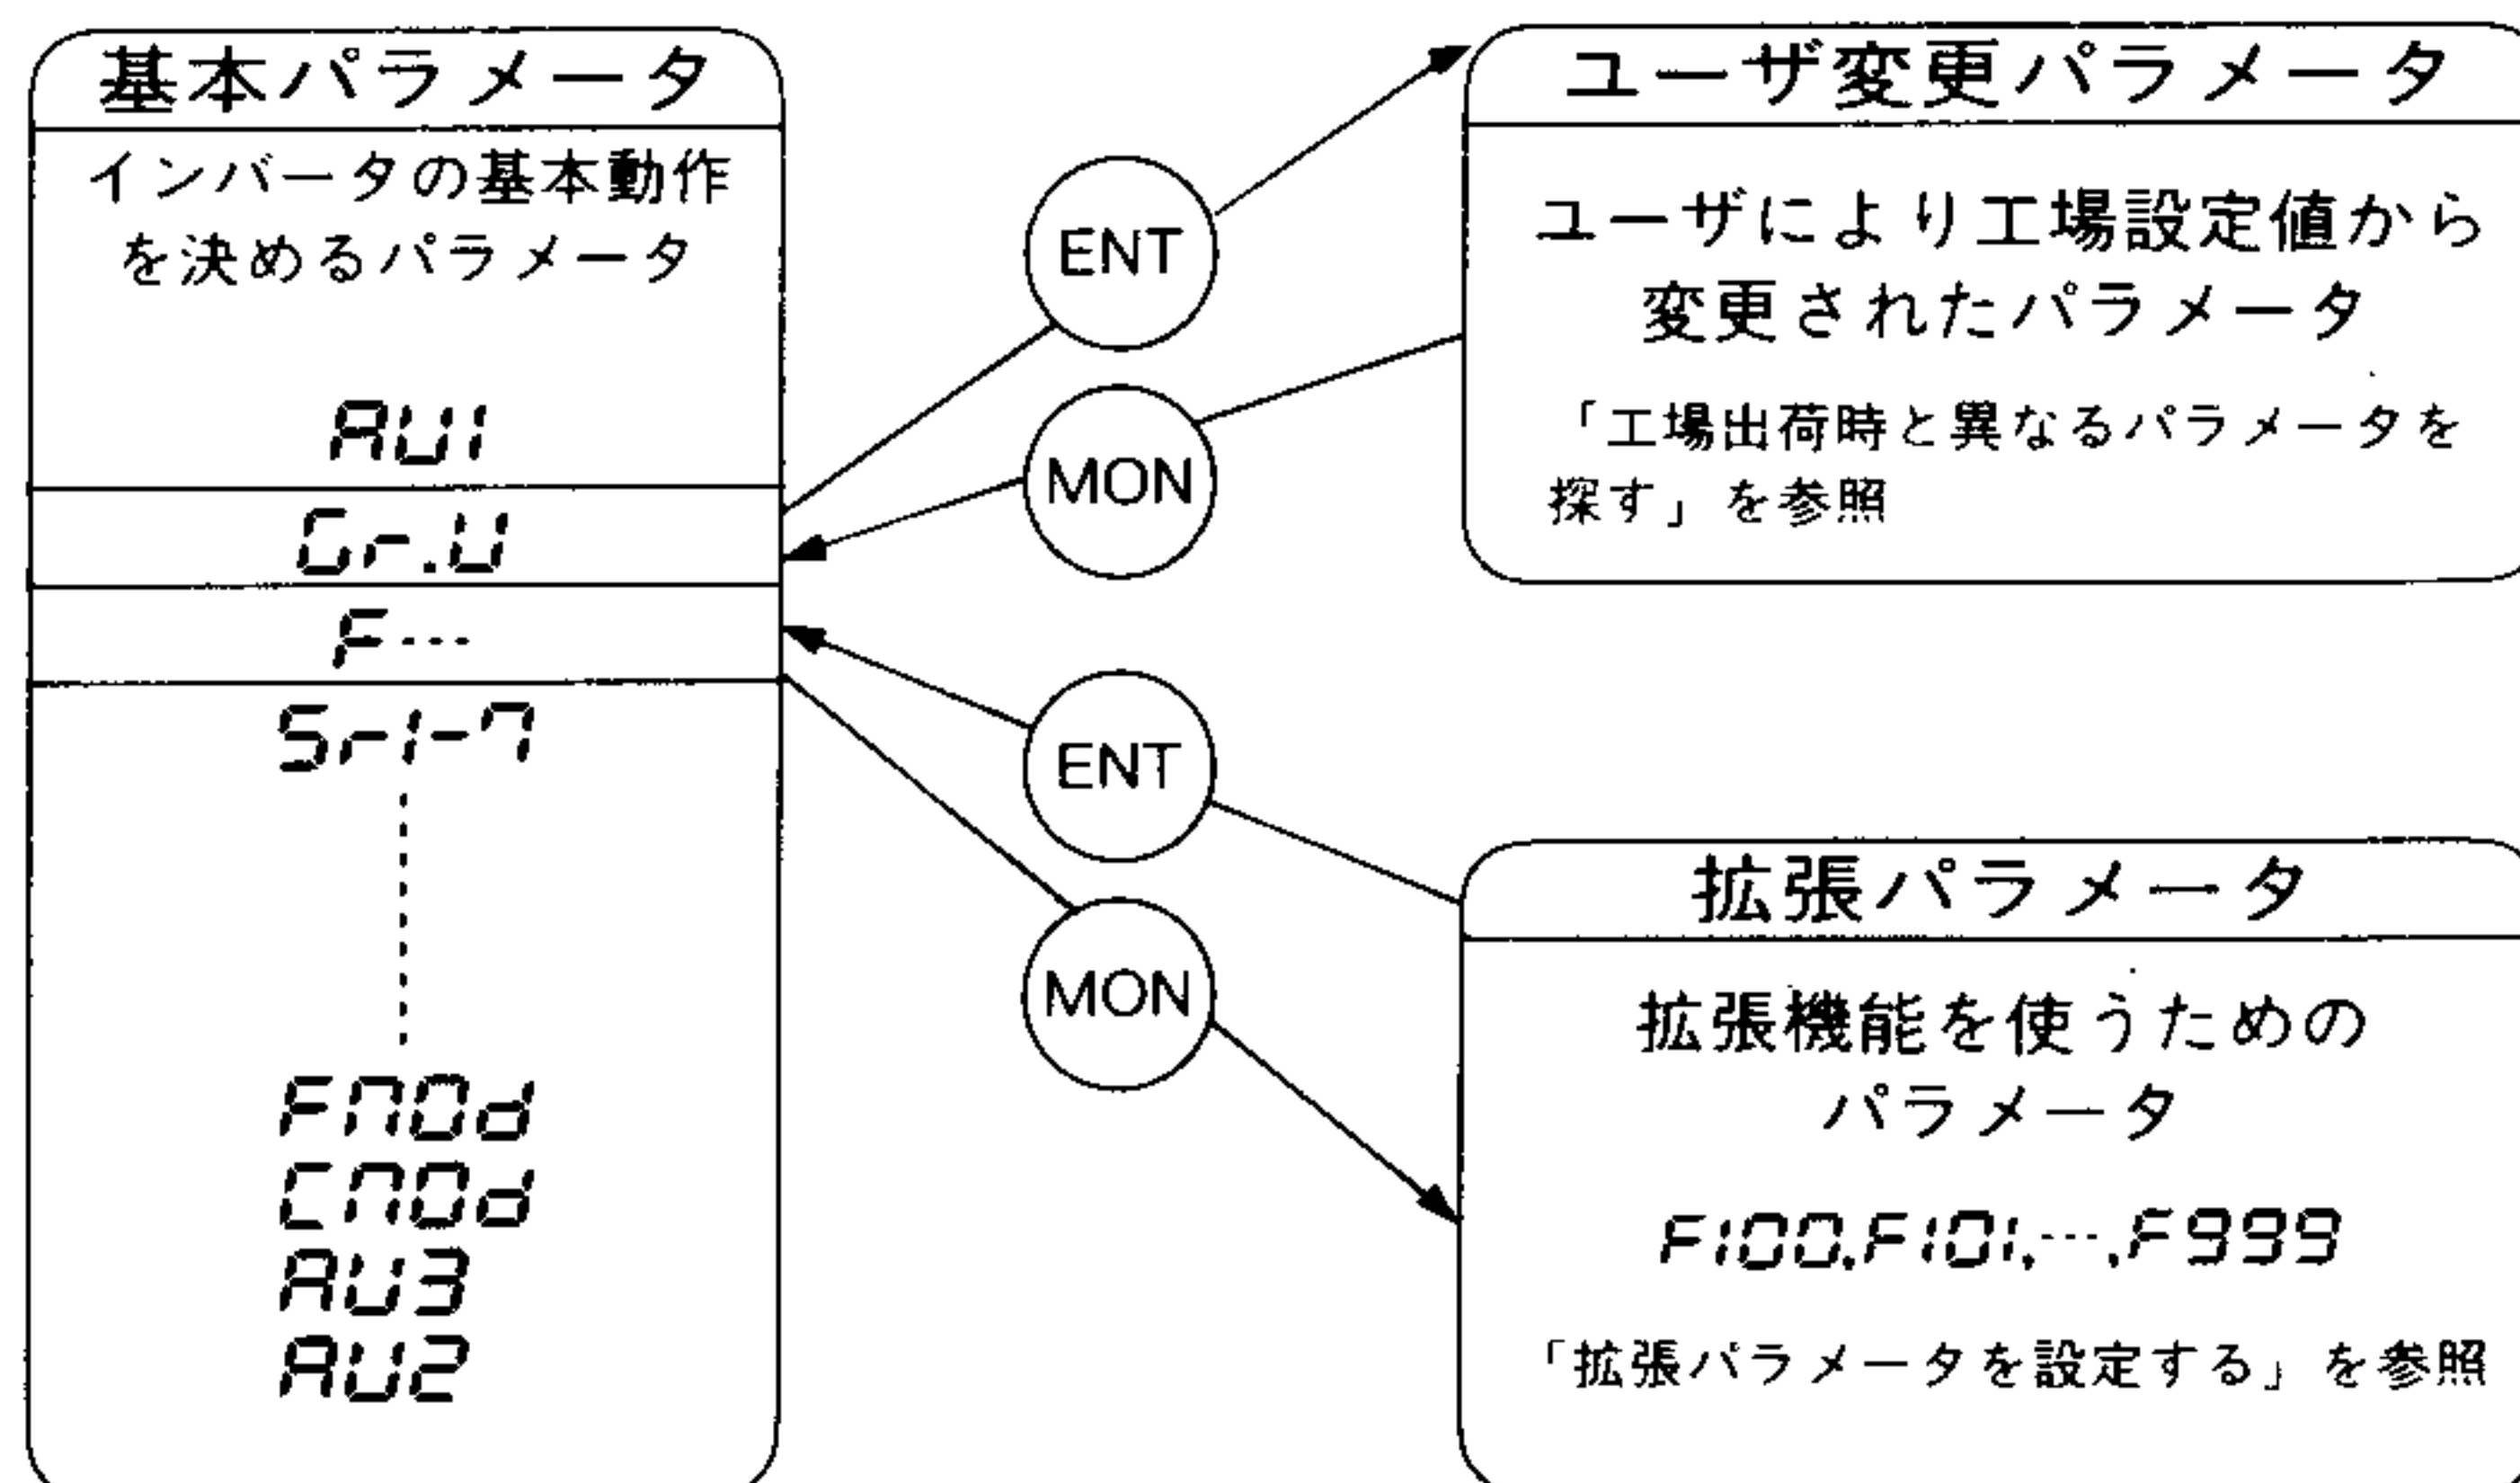 基本パラメータ
インバータの基本動作
を決めるパラメータ
AU1
Gr.U
F---
Sr1-7
FMOd
CMOd
AU3
AU2
ENT
MON
ENT
MON
ユーザ変更パラメータ
ユーザにより工場設定値から
変更されたパラメータ
「工場出荷時と異なるパラメータを
探す」を参照
拡張パラメータ
拡張機能を使うための
パラメータ
F100,F101,---,F999
「拡張パラメータを設定する」を参照